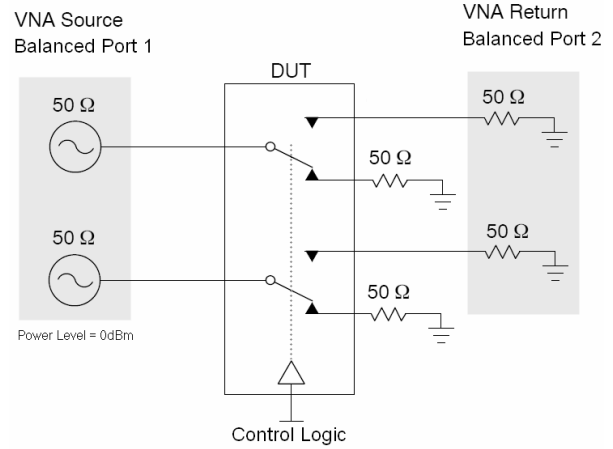 VNA Source
Balanced Port 1
VNA Return
Balanced Port 2
DUT
50 Ω
50 Ω
50 Ω
50 Ω
50 Ω
50 Ω
Power Level = 0dBm
Control Logic